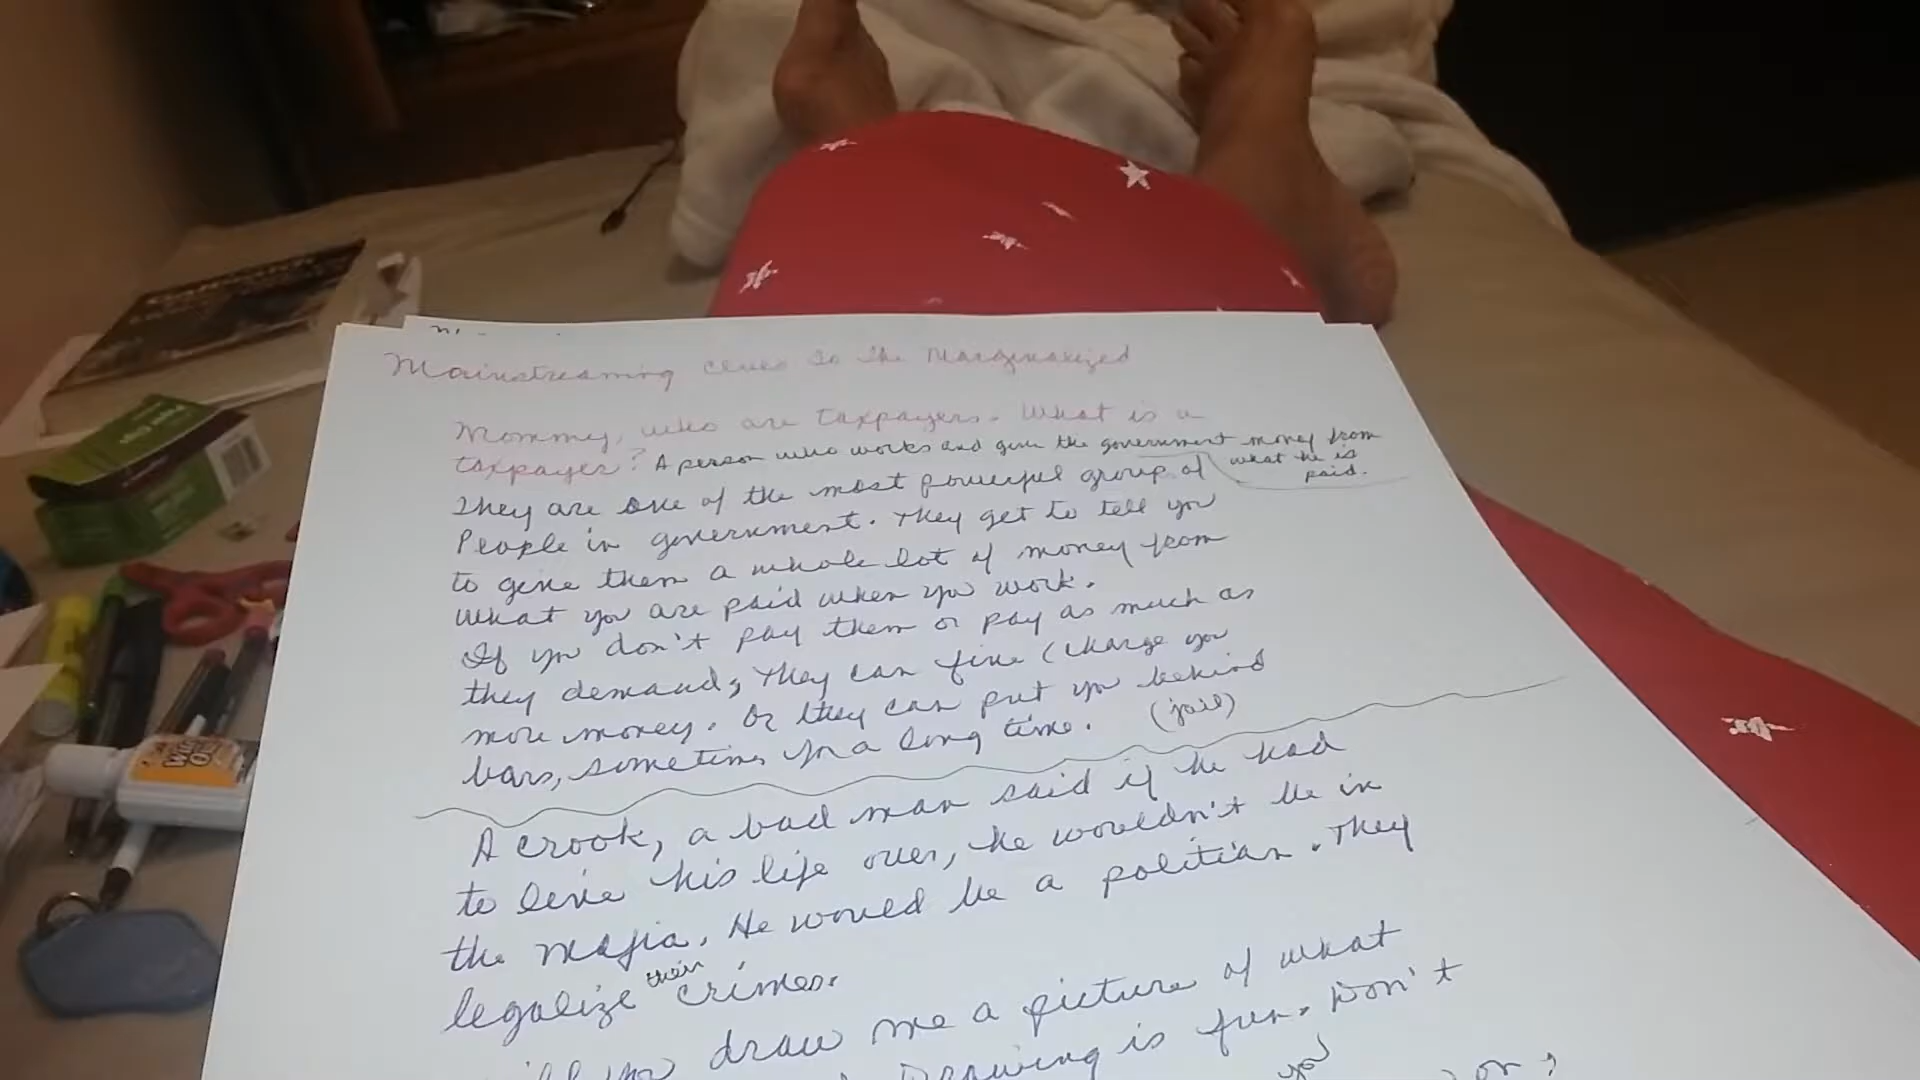 Mainstreaming clues to the Marginalized
Mommy, who are taxpayers. What is a
taxpayer? A person who works and give the government money from
what he is
paid.
They are one of the most powerful group of
People in government. They get to tell you
to give them a whole lot of money from
what you are paid when you work.
If you don't pay them or pay as much as
they demand, they can fine (charge you
more money. Or they can put you behind
bars, sometimes for a long time. (jail)
A crook, a bad man said if he had
to live his life over, he wouldn't be in
the mafia. He would be a politian. They
legalize their crimes.
draw me a picture of what
Drawing is fun. Don't
you
or,